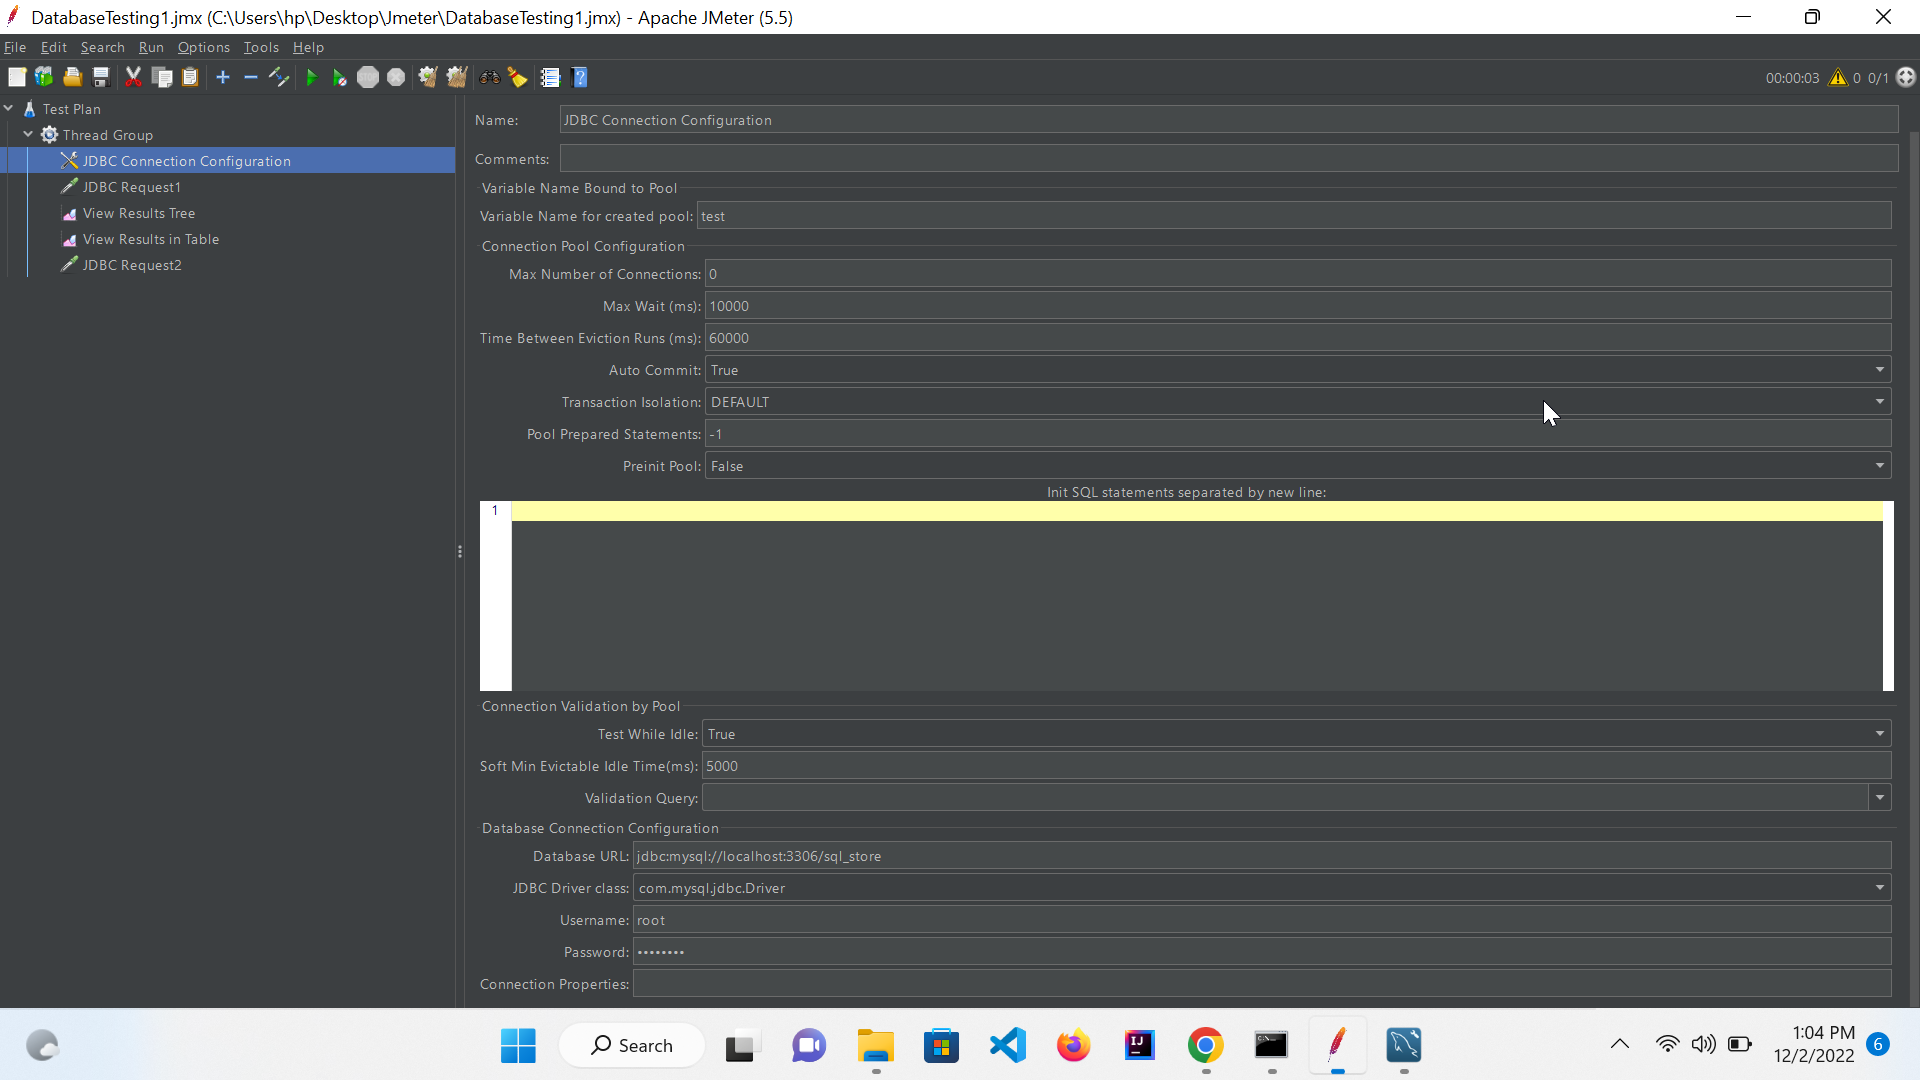 DatabaseTesting1.jmx (C:\Users\hp\Desktop\Jmeter\DatabaseTesting1.jmx) - Apache JMeter (5.5)
File Edit Search Run Options Tools Help
STOP
00:00:03 0 0/1
Test Plan
Thread Group
JDBC Connection Configuration
JDBC Request1
View Results Tree
View Results in Table
JDBC Request2
Name: JDBC Connection Configuration
Comments:
Variable Name Bound to Pool
Variable Name for created pool: test
Connection Pool Configuration
Max Number of Connections: 0
Max Wait (ms): 10000
Time Between Eviction Runs (ms): 60000
Auto Commit: True
Transaction Isolation: DEFAULT
Pool Prepared Statements: -1
Preinit Pool: False
Init SQL statements separated by new line:
1
Connection Validation by Pool
Test While Idle: True
Soft Min Evictable Idle Time(ms): 5000
Validation Query:
Database Connection Configuration
Database URL: jdbc:mysql://localhost:3306/sql_store
JDBC Driver class: com.mysql.jdbc.Driver
Username: root
Password: ••••••••
Connection Properties:
Search
IJ
1:04 PM
12/2/2022
6